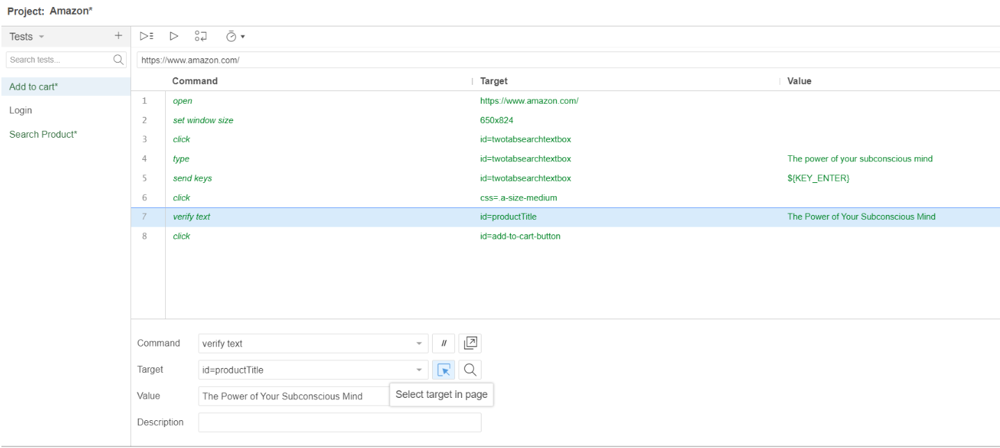 Project: Amazon*
Tests
Search tests...
Add to cart*
Login
Search Product*
https://www.amazon.com/
Command Target Value
1 open https://www.amazon.com/
2 set window size 650x824
3 click id=twotabsearchtextbox
4 type id=twotabsearchtextbox The power of your subconscious mind
5 send keys id=twotabsearchtextbox ${KEY_ENTER}
6 click css=.a-size-medium
7 verify text id=productTitle The Power of Your Subconscious Mind
8 click id=add-to-cart-button
Command verify text //
Target id=productTitle
Value The Power of Your Subconscious Mind
Select target in page
Description